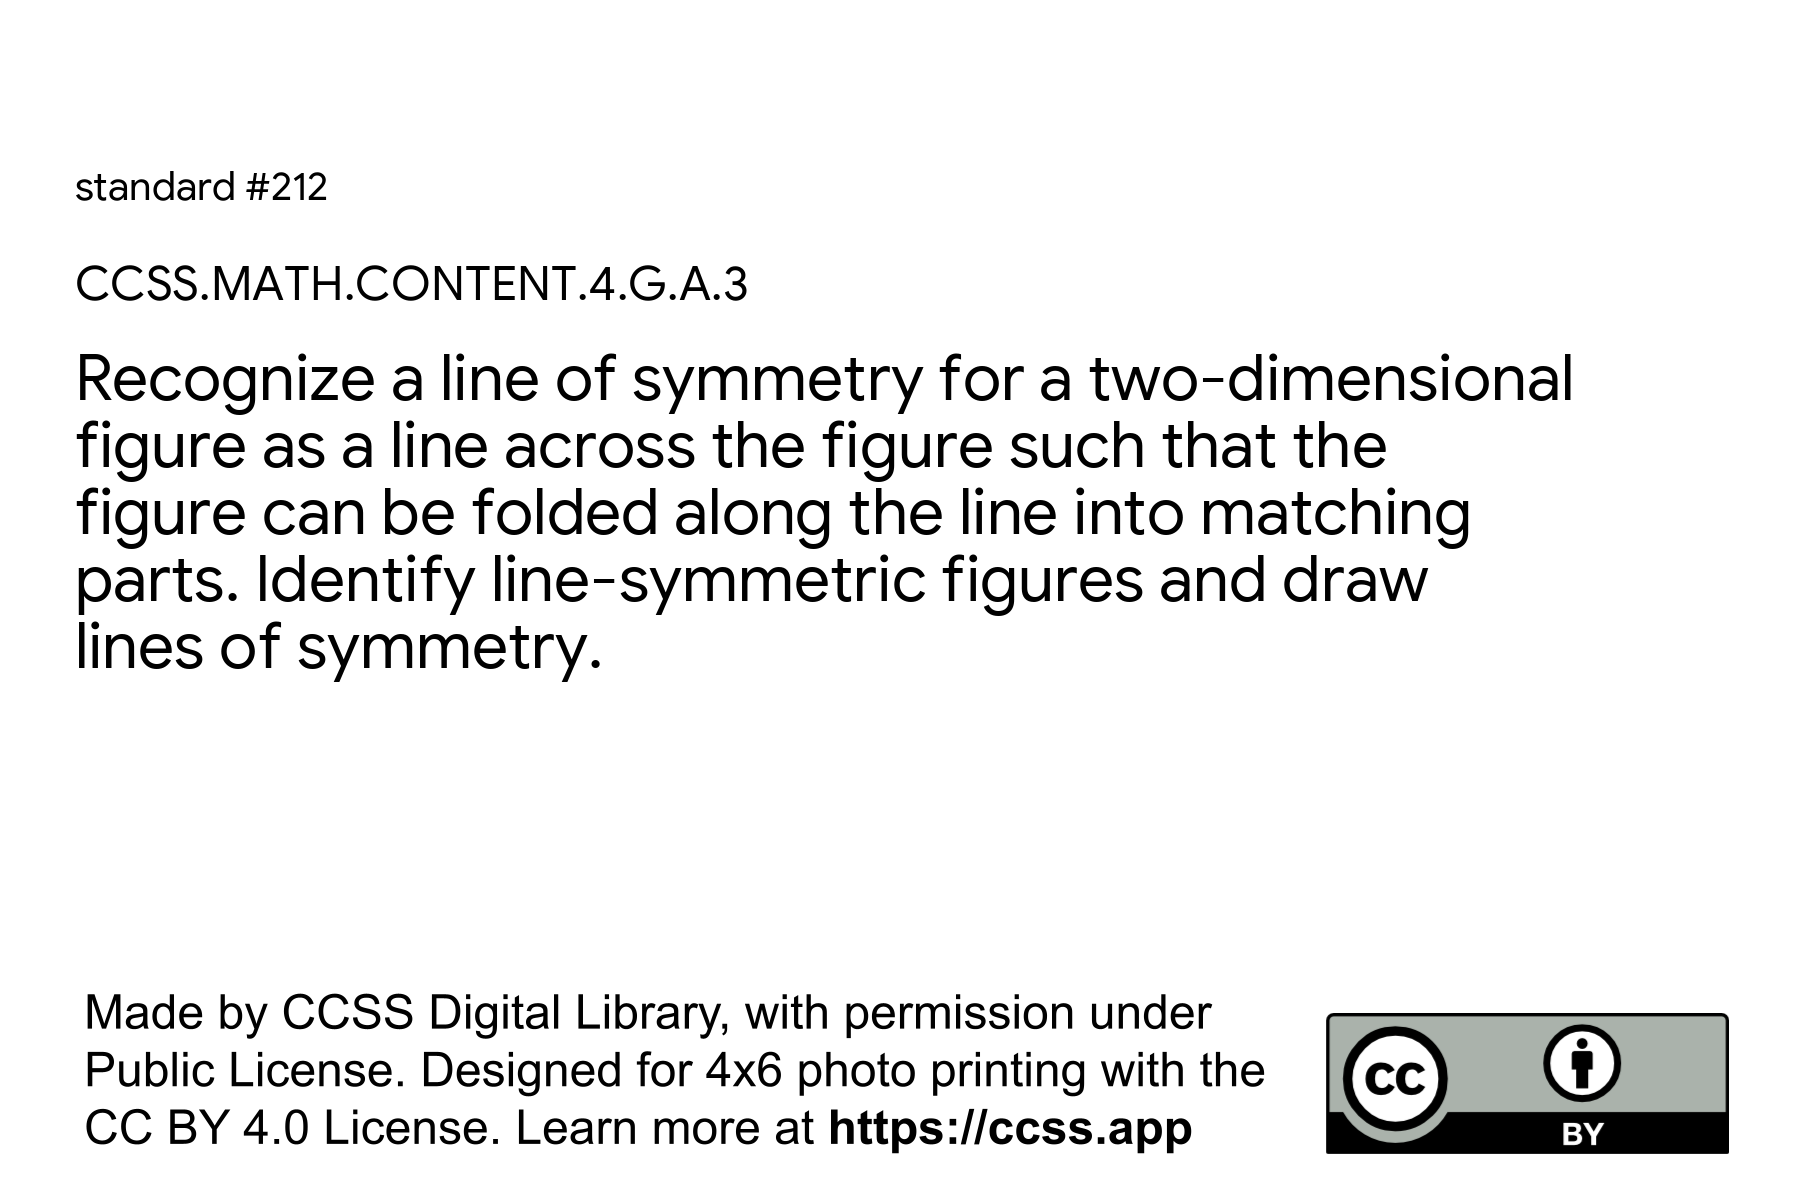 standard #212
CCSS.MATH.CONTENT.4.G.A.3
Recognize a line of symmetry for a two-dimensional
figure as a line across the figure such that the
figure can be folded along the line into matching
parts. Identify line-symmetric figures and draw
lines of symmetry.
Made by CCSS Digital Library, with permission under
Public License. Designed for 4x6 photo printing with the
CC BY 4.0 License. Learn more at https://ccss.app
CC
BY